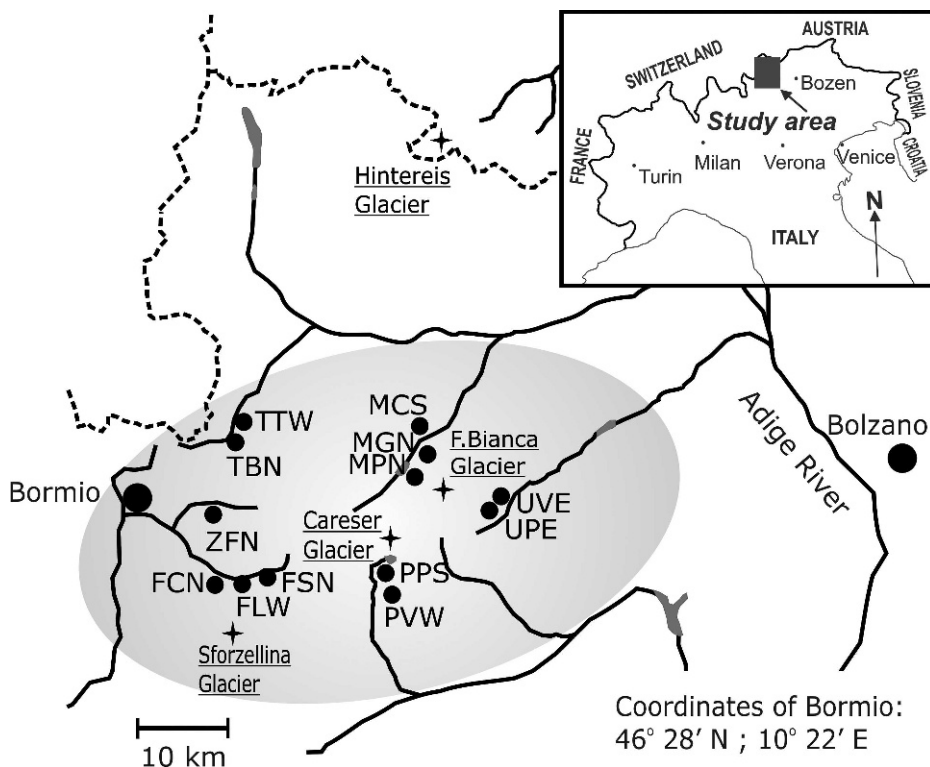 AUSTRIA
SWITZERLAND
Bozen
SLOVENIA
Study area
CROATIA
FRANCE
Milan
Verona
Venice
Turin
N
ITALY
Hintereis
Glacier
TTW
TBN
MCS
MGN
MPN
F.Bianca
Glacier
Adige River
Bolzano
Bormio
UVE
UPE
ZFN
Careser
Glacier
FCN
FLW
FSN
PPS
PVW
Sforzellina
Glacier
10 km
Coordinates of Bormio:
46° 28’ N ; 10° 22’ E